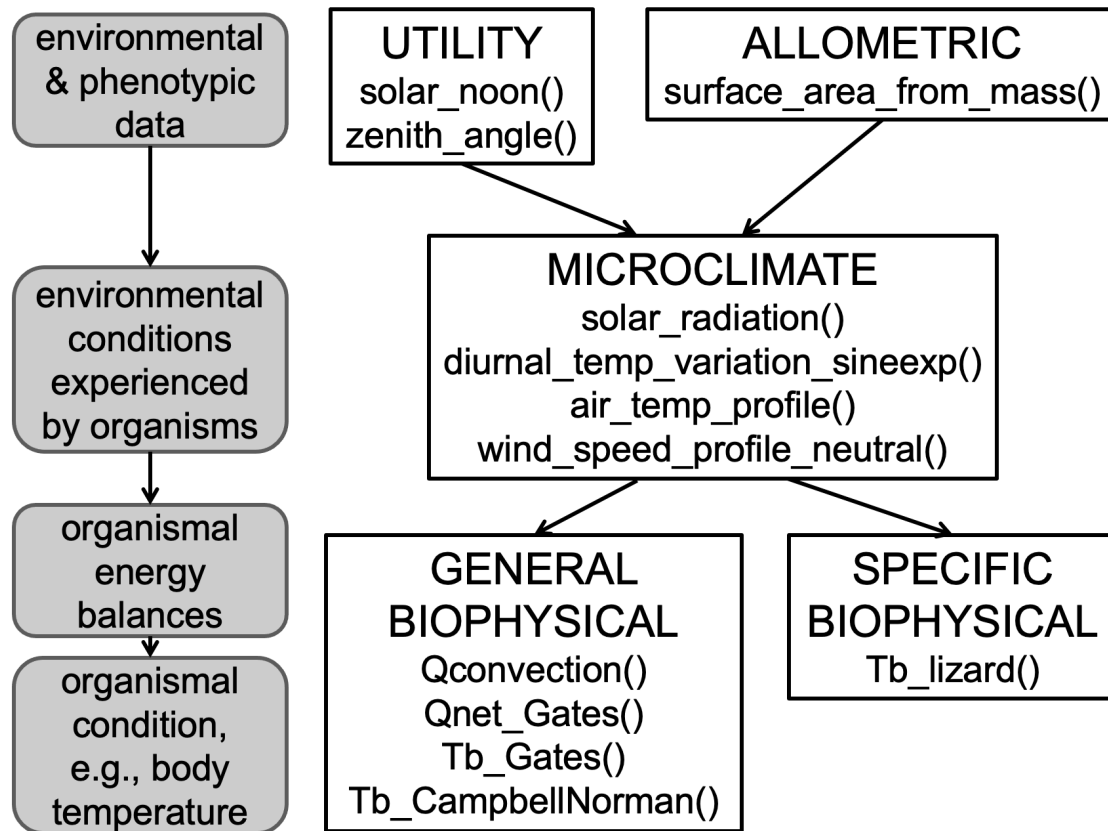 environmental
& phenotypic
data
environmental
conditions
experienced
by organisms
organismal
energy
balances
organismal
condition,
e.g., body
temperature
UTILITY
solar_noon()
zenith_angle()
ALLOMETRIC
surface_area_from_mass()
MICROCLIMATE
solar_radiation()
diurnal_temp_variation_sineexp()
air_temp_profile()
wind_speed_profile_neutral()
GENERAL
BIOPHYSICAL
Qconvection()
Qnet_Gates()
Tb_Gates()
Tb_CampbellNorman()
SPECIFIC
BIOPHYSICAL
Tb_lizard()